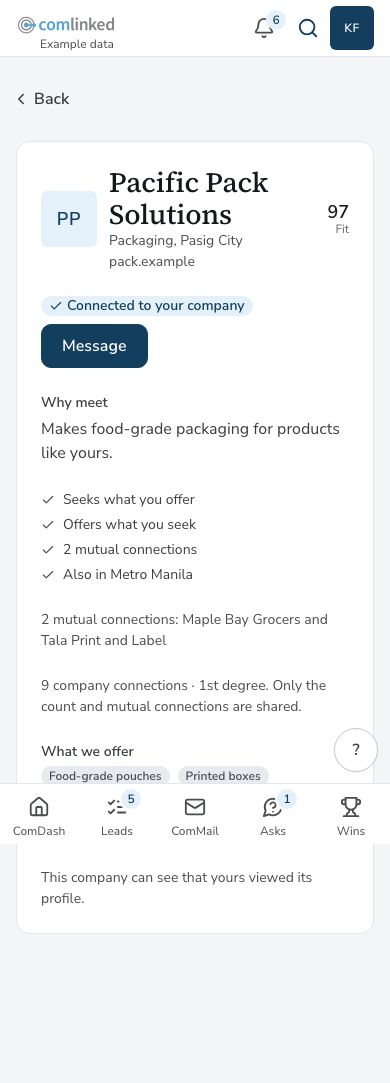 comlinked
Example data
6
KF
Back
PP
Pacific Pack
Solutions
Packaging, Pasig City
pack.example
97
Fit
Connected to your company
Message
Why meet
Makes food-grade packaging for products
like yours.
Seeks what you offer
Offers what you seek
2 mutual connections
Also in Metro Manila
2 mutual connections: Maple Bay Grocers and
Tala Print and Label
9 company connections · 1st degree. Only the
count and mutual connections are shared.
What we offer
Food-grade pouches
Printed boxes
?
ComDash
5
Leads
ComMail
1
Asks
Wins
This company can see that yours viewed its
profile.